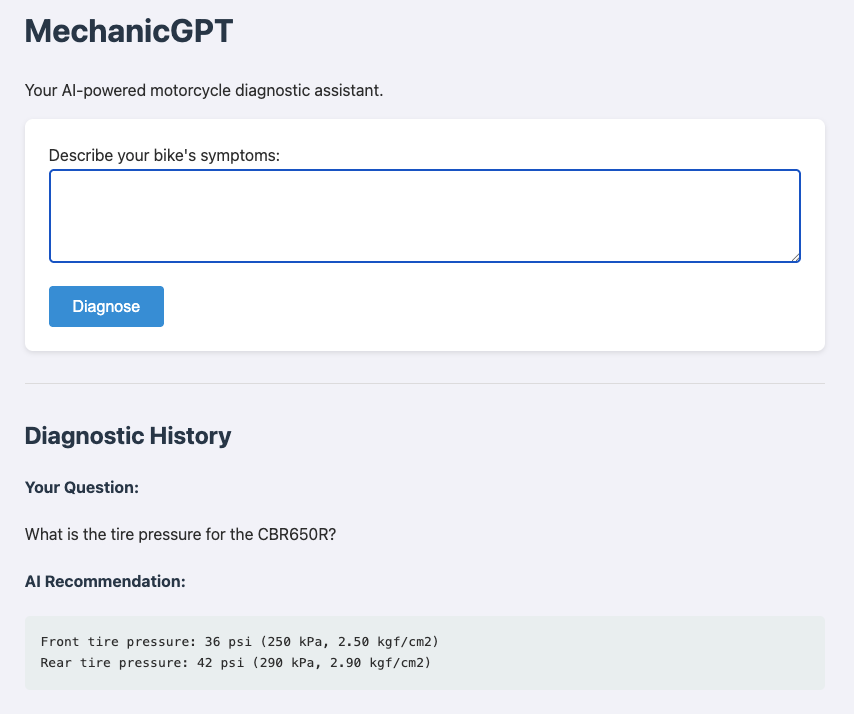 MechanicGPT
Your AI-powered motorcycle diagnostic assistant.
Describe your bike's symptoms:
Diagnose
Diagnostic History
Your Question:
What is the tire pressure for the CBR650R?
AI Recommendation:
Front tire pressure: 36 psi (250 kPa, 2.50 kgf/cm2)
Rear tire pressure: 42 psi (290 kPa, 2.90 kgf/cm2)